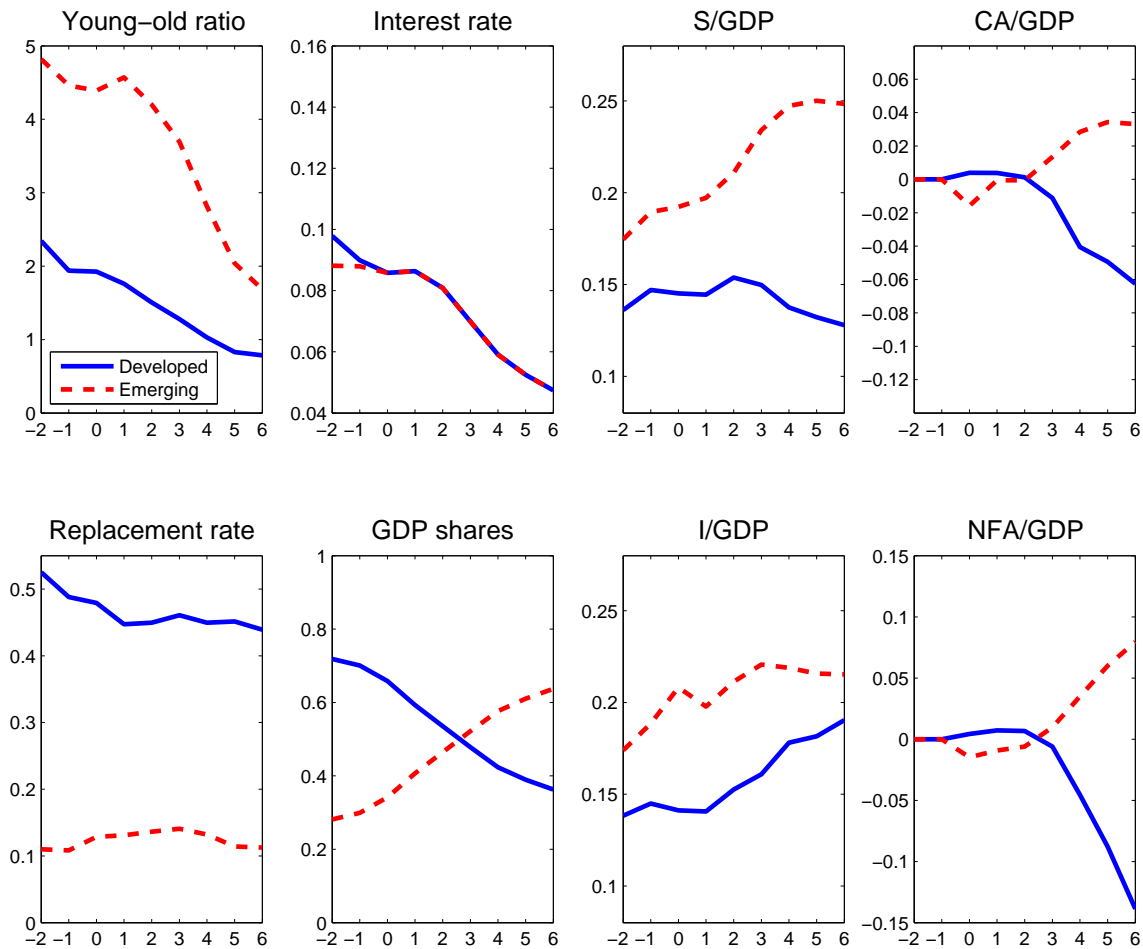 Young−old ratio
5
4
3
2
1
0
−2 −1 0 1 2 3 4 5 6
Developed
Emerging
Interest rate
0.16
0.14
0.12
0.1
0.08
0.06
0.04
−2 −1 0 1 2 3 4 5 6
S/GDP
0.25
0.2
0.15
0.1
−2 −1 0 1 2 3 4 5 6
CA/GDP
0.06
0.04
0.02
0
−0.02
−0.04
−0.06
−0.08
−0.1
−0.12
−2 −1 0 1 2 3 4 5 6
Replacement rate
0.5
0.4
0.3
0.2
0.1
0
−2 −1 0 1 2 3 4 5 6
GDP shares
1
0.8
0.6
0.4
0.2
0
−2 −1 0 1 2 3 4 5 6
I/GDP
0.25
0.2
0.15
0.1
−2 −1 0 1 2 3 4 5 6
NFA/GDP
0.15
0.1
0.05
0
−0.05
−0.1
−0.15
−2 −1 0 1 2 3 4 5 6